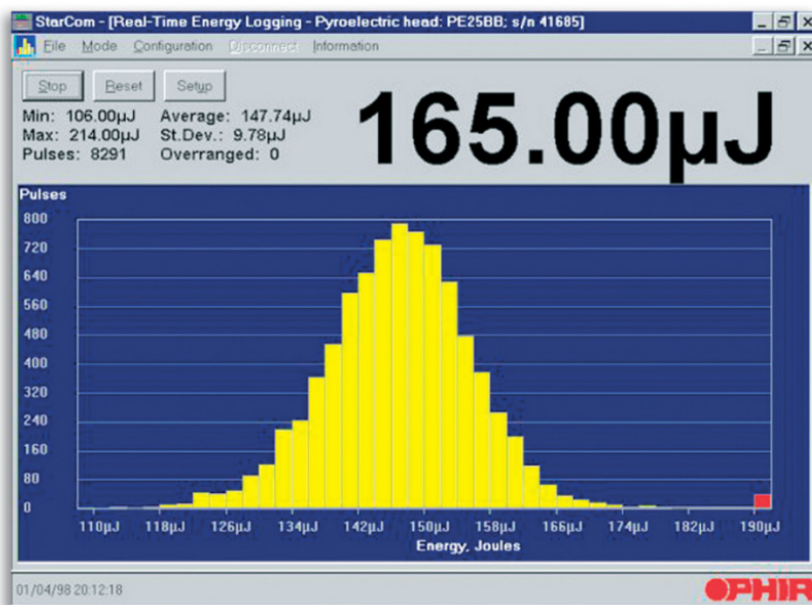 StarCom - [Real-Time Energy Logging - Pyroelectric head: PE25BB; s/n 41685]
File Mode Configuration Disconnect Information
Stop Reset Setup
165.00µJ
Min: 106.00µJ Average: 147.74µJ
Max: 214.00µJ St.Dev.: 9.78µJ
Pulses: 8291 Overranged: 0
Pulses
800
720
640
560
480
400
320
240
160
80
0
110µJ 118µJ 126µJ 134µJ 142µJ 150µJ 158µJ 166µJ 174µJ 182µJ 190µJ
Energy, Joules
01/04/98 20:12:18
OPHIR